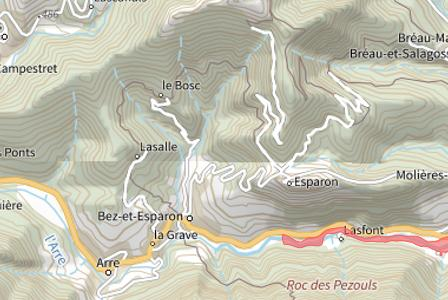 486
Campestret
Bréau-Ma
Bréau-et-Salagos
le Bosc
Lasalle
s Ponts
Esparon
Molières-
ière
Bez-et-Esparon
la Grave
Lasfont
l'Arre
Arre
Roc des Pezouls